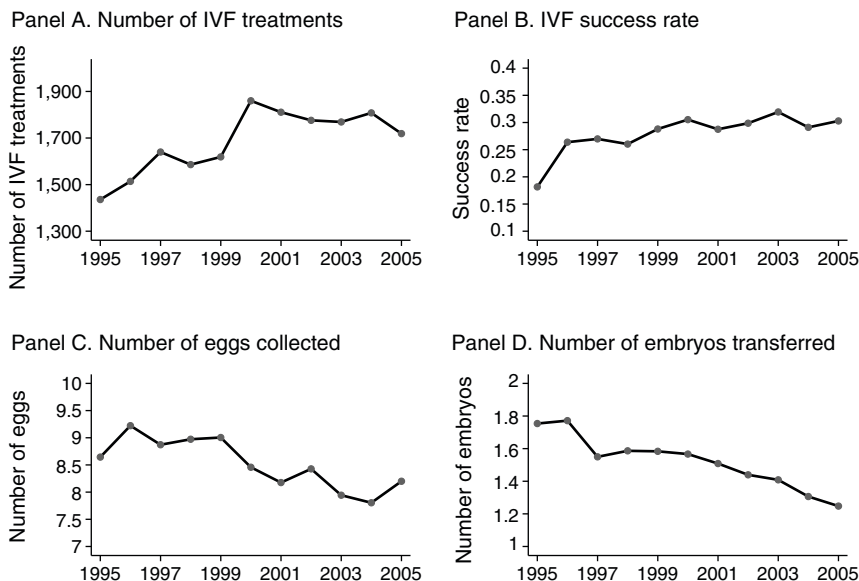 Panel A. Number of IVF treatments
Number of IVF treatments
1,900
1,700
1,500
1,300
1995 1997 1999 2001 2003 2005
Panel B. IVF success rate
Success rate
0.4
0.35
0.3
0.25
0.2
0.15
0.1
1995 1997 1999 2001 2003 2005
Panel C. Number of eggs collected
Number of eggs
10
9.5
9
8.5
8
7.5
7
1995 1997 1999 2001 2003 2005
Panel D. Number of embryos transferred
Number of embryos
2
1.8
1.6
1.4
1.2
1
1995 1997 1999 2001 2003 2005